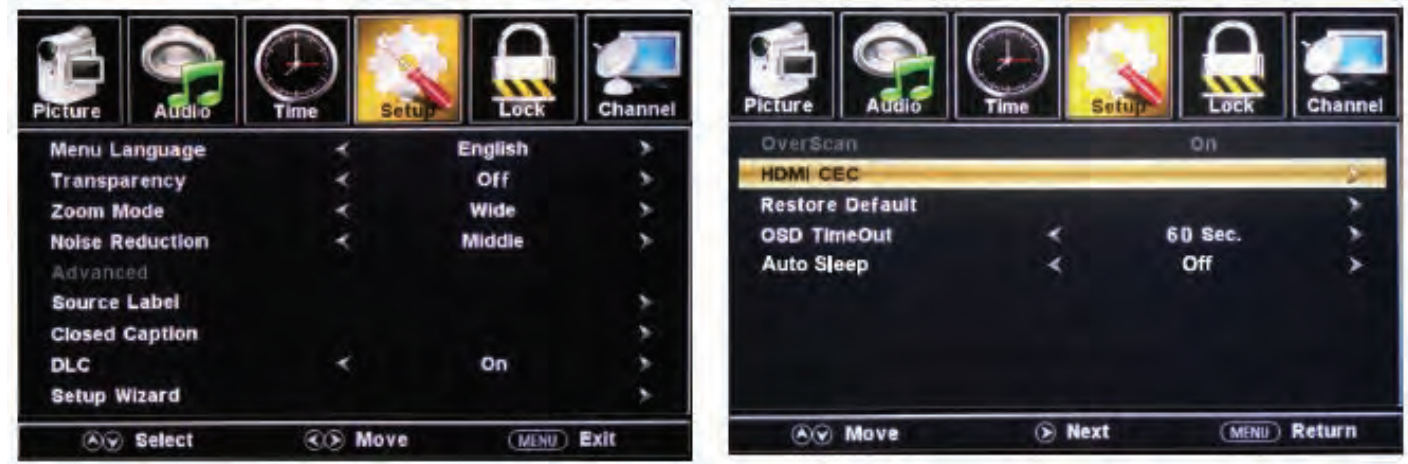 Picture Audio Time Setup Lock Channel
Menu Language English
Transparency Off
Zoom Mode Wide
Noise Reduction Middle
Advanced
Source Label
Closed Caption
DLC On
Setup Wizard
Select Move MENU Exit
Picture Audio Time Setup Lock Channel
OverScan On
HDMI CEC
Restore Default
OSD TimeOut 60 Sec.
Auto Sleep Off
Move Next MENU Return